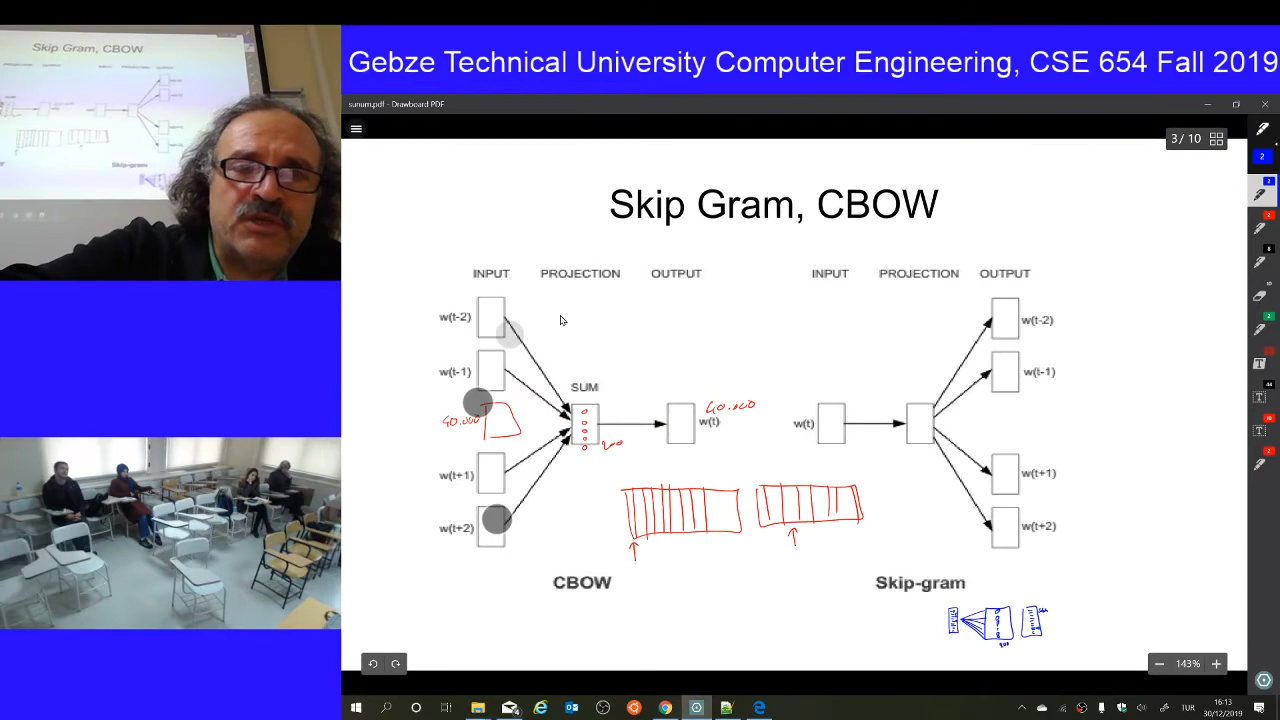 Gebze Technical University Computer Engineering, CSE 654 Fall 2019
Skip Gram, CBOW
sunum.pdf - Drawboard PDF
3 / 10
Skip Gram, CBOW
INPUT PROJECTION OUTPUT
INPUT PROJECTION OUTPUT
w(t-2)
w(t-1)
SUM
40.000
200
40.000
w(t)
w(t+1)
w(t+2)
CBOW
w(t)
w(t-2)
w(t-1)
w(t+1)
w(t+2)
Skip-gram
143%
TUR
16:13
30/12/2019
2